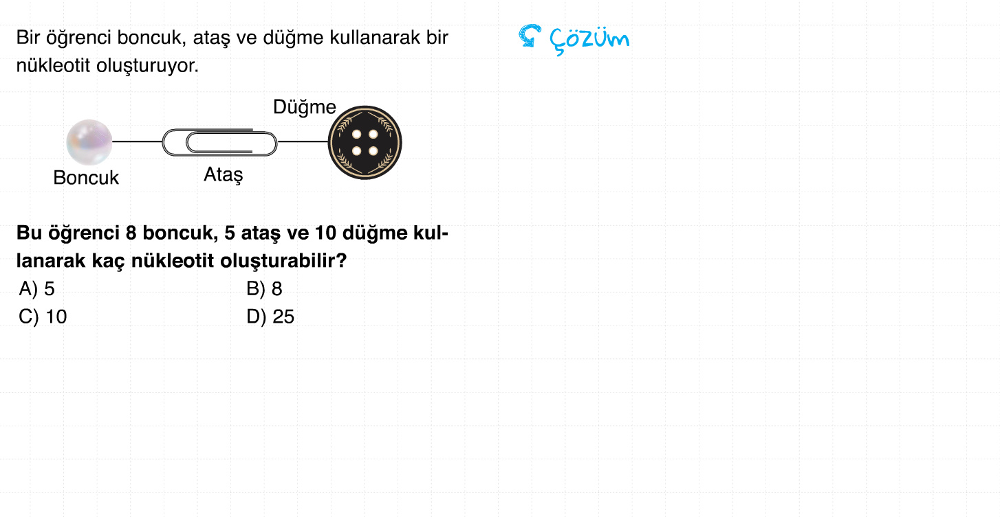 Bir öğrenci boncuk, ataş ve düğme kullanarak bir
nükleotit oluşturuyor.
Düğme
Boncuk
Ataş
Bu öğrenci 8 boncuk, 5 ataş ve 10 düğme kul-
lanarak kaç nükleotit oluşturabilir?
A) 5 B) 8
C) 10 D) 25
Çözüm